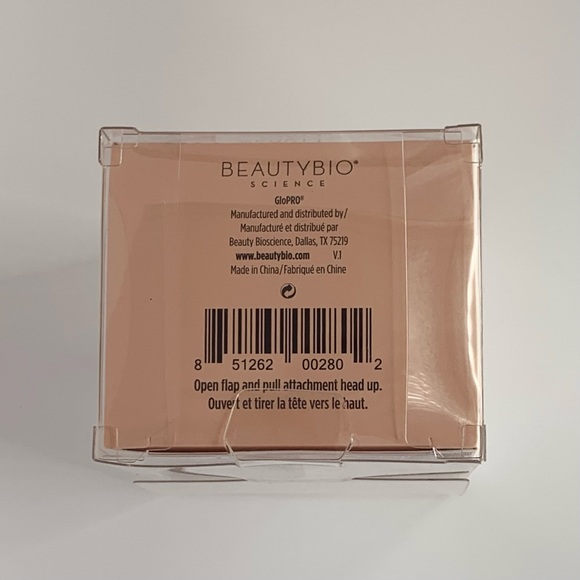 BEAUTYBIO®
SCIENCE
GloPRO®
Manufactured and distributed by/
Manufacturé et distribué par
Beauty Bioscience, Dallas, TX 75219
www.beautybio.com V.1
Made in China/Fabriqué en Chine
8 51262 00280 2
Open flap and pull attachment head up.
Ouvert et tirer la tête vers le haut.